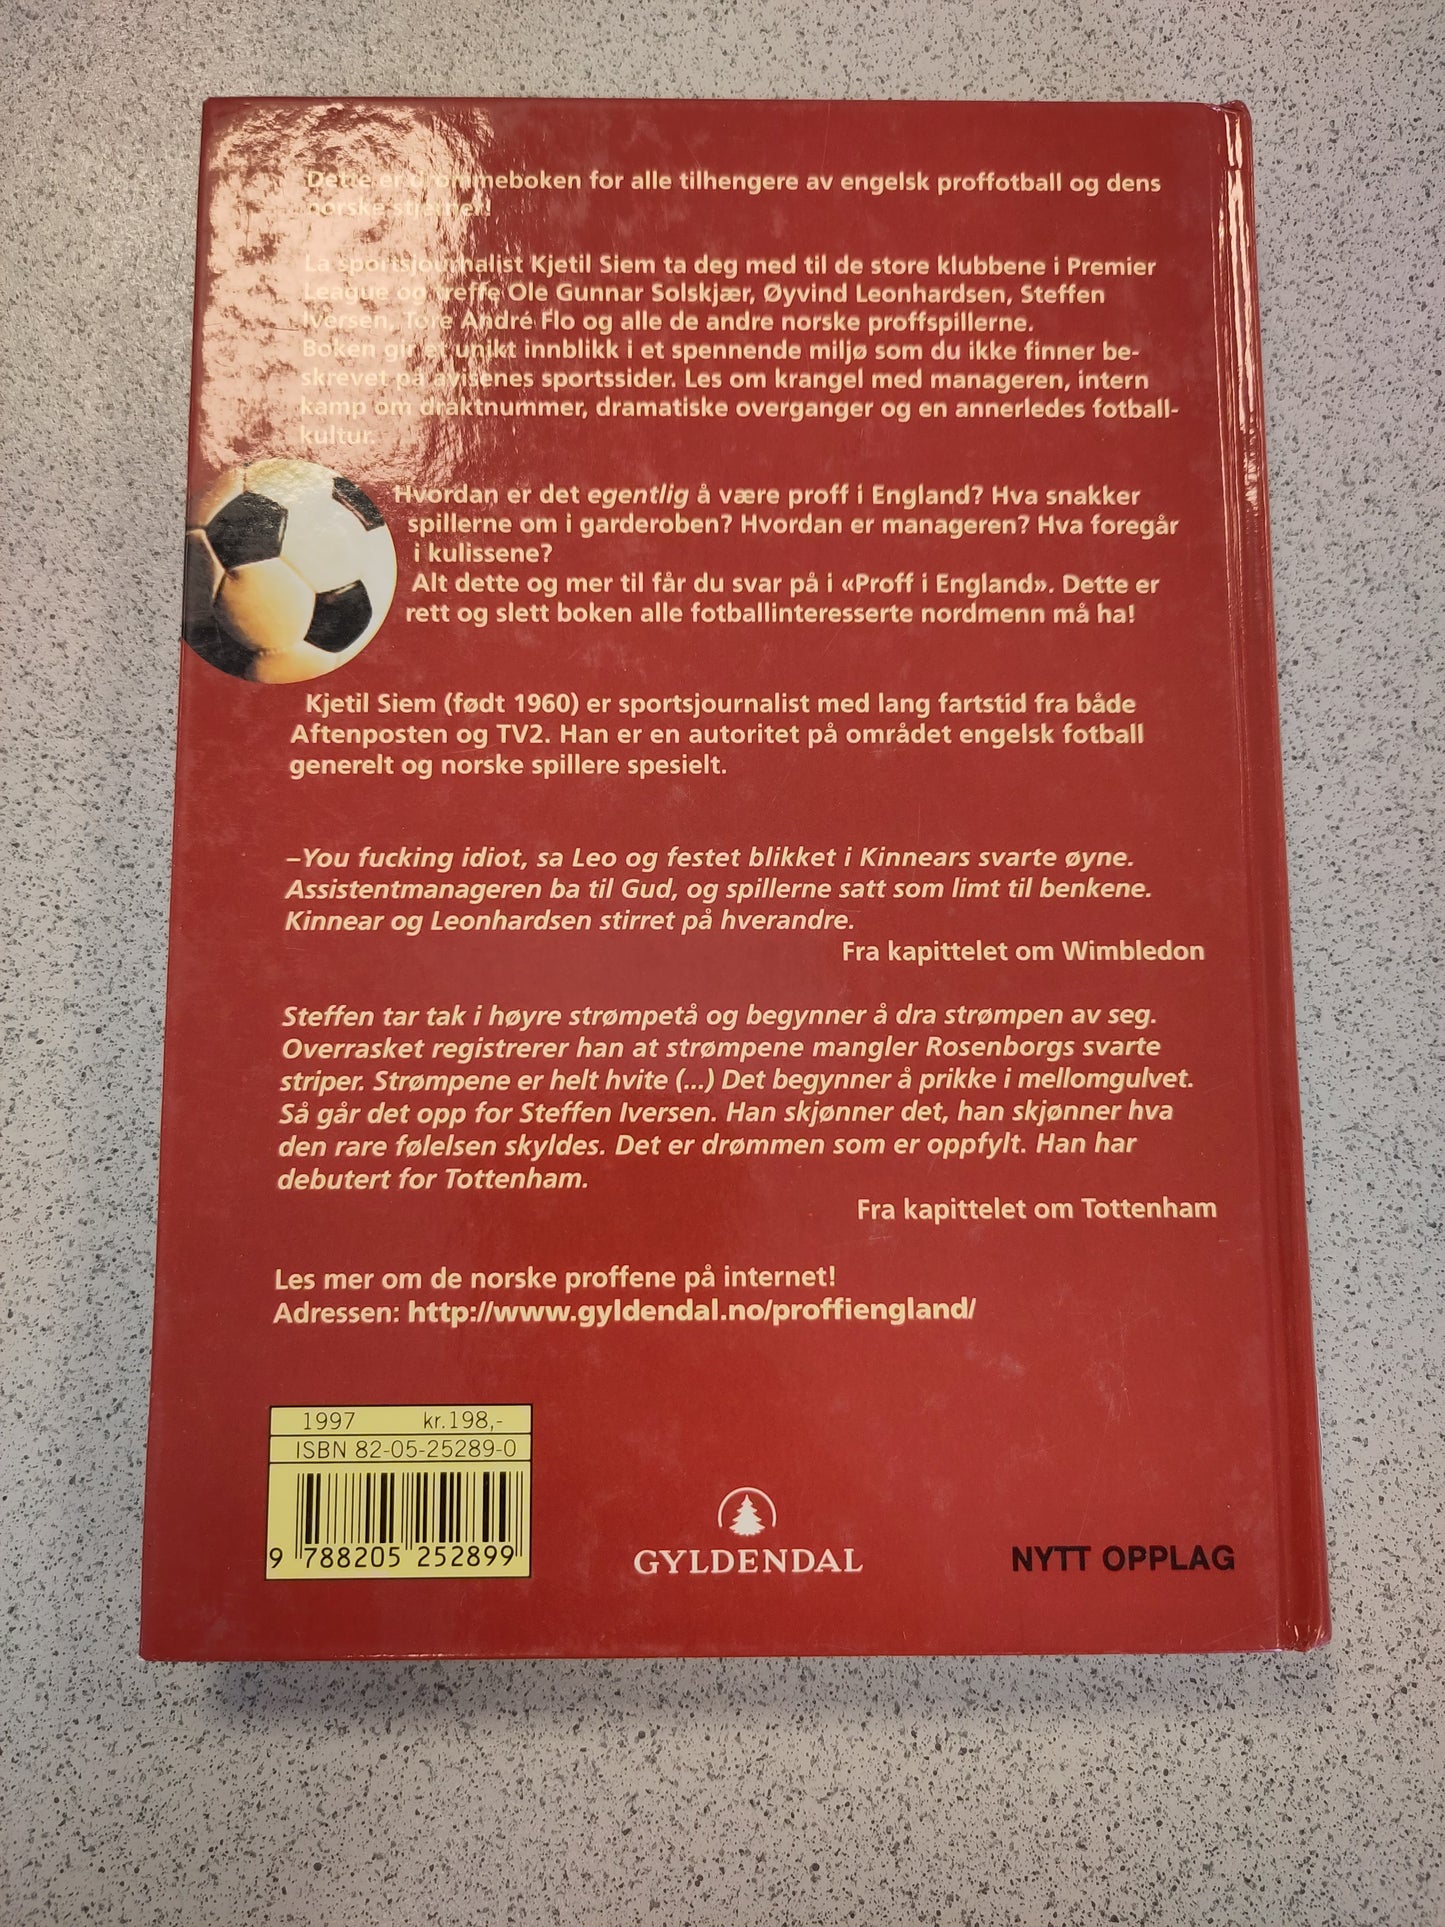 Dette er drømmeboken for alle tilhengere av engelsk proffotball og dens
norske stjerner!
La sportsjournalist Kjetil Siem ta deg med til de store klubbene i Premier
League og treffe Ole Gunnar Solskjær, Øyvind Leonhardsen, Steffen
Iversen, Tore André Flo og alle de andre norske proffspillerne.
Boken gir et unikt innblikk i et spennende miljø som du ikke finner be-
skrevet på avisenes sportssider. Les om krangel med manageren, intern
kamp om draktnummer, dramatiske overganger og en annerledes fotball-
kultur.
Hvordan er det egentlig å være proff i England? Hva snakker
spillerne om i garderoben? Hvordan er manageren? Hva foregår
i kulissene?
Alt dette og mer til får du svar på i «Proff i England». Dette er
rett og slett boken alle fotballinteresserte nordmenn må ha!
Kjetil Siem (født 1960) er sportsjournalist med lang fartstid fra både
Aftenposten og TV2. Han er en autoritet på området engelsk fotball
generelt og norske spillere spesielt.
–You fucking idiot, sa Leo og festet blikket i Kinnears svarte øyne.
Assistentmanageren ba til Gud, og spillerne satt som limt til benkene.
Kinnear og Leonhardsen stirret på hverandre.
Fra kapittelet om Wimbledon
Steffen tar tak i høyre strømpetå og begynner å dra strømpen av seg.
Overrasket registrerer han at strømpene mangler Rosenborgs svarte
striper. Strømpene er helt hvite (...) Det begynner å prikke i mellomgulvet.
Så går det opp for Steffen Iversen. Han skjønner det, han skjønner hva
den rare følelsen skyldes. Det er drømmen som er oppfylt. Han har
debutert for Tottenham.
Fra kapittelet om Tottenham
Les mer om de norske proffene på internet!
Adressen: http://www.gyldendal.no/proffiengland/
1997 kr.198,-
ISBN 82-05-25289-0
9 788205 252899
GYLDENDAL
NYTT OPPLAG